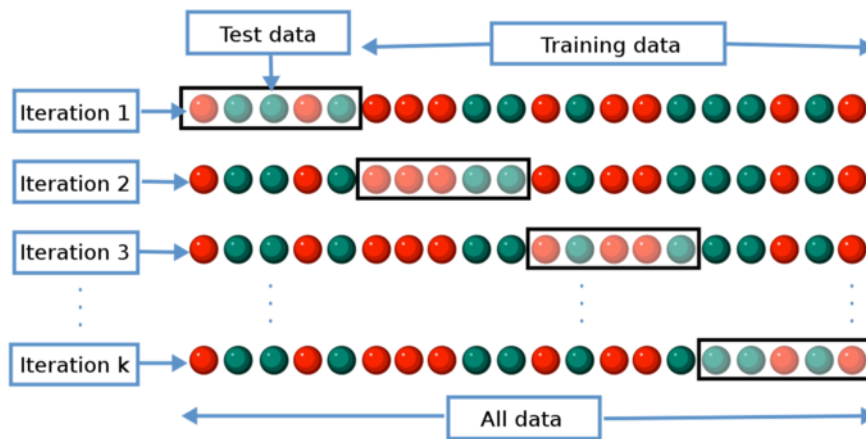 Test data
Training data
Iteration 1
Iteration 2
Iteration 3
Iteration k
All data